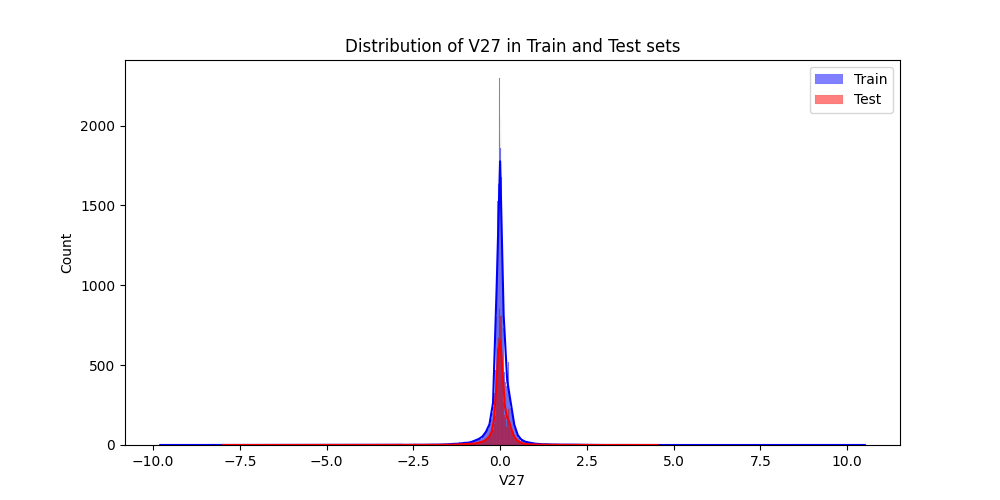 Distribution of V27 in Train and Test sets
Train
Test
2000
1500
1000
500
0
Count
−10.0 −7.5 −5.0 −2.5 0.0 2.5 5.0 7.5 10.0
V27